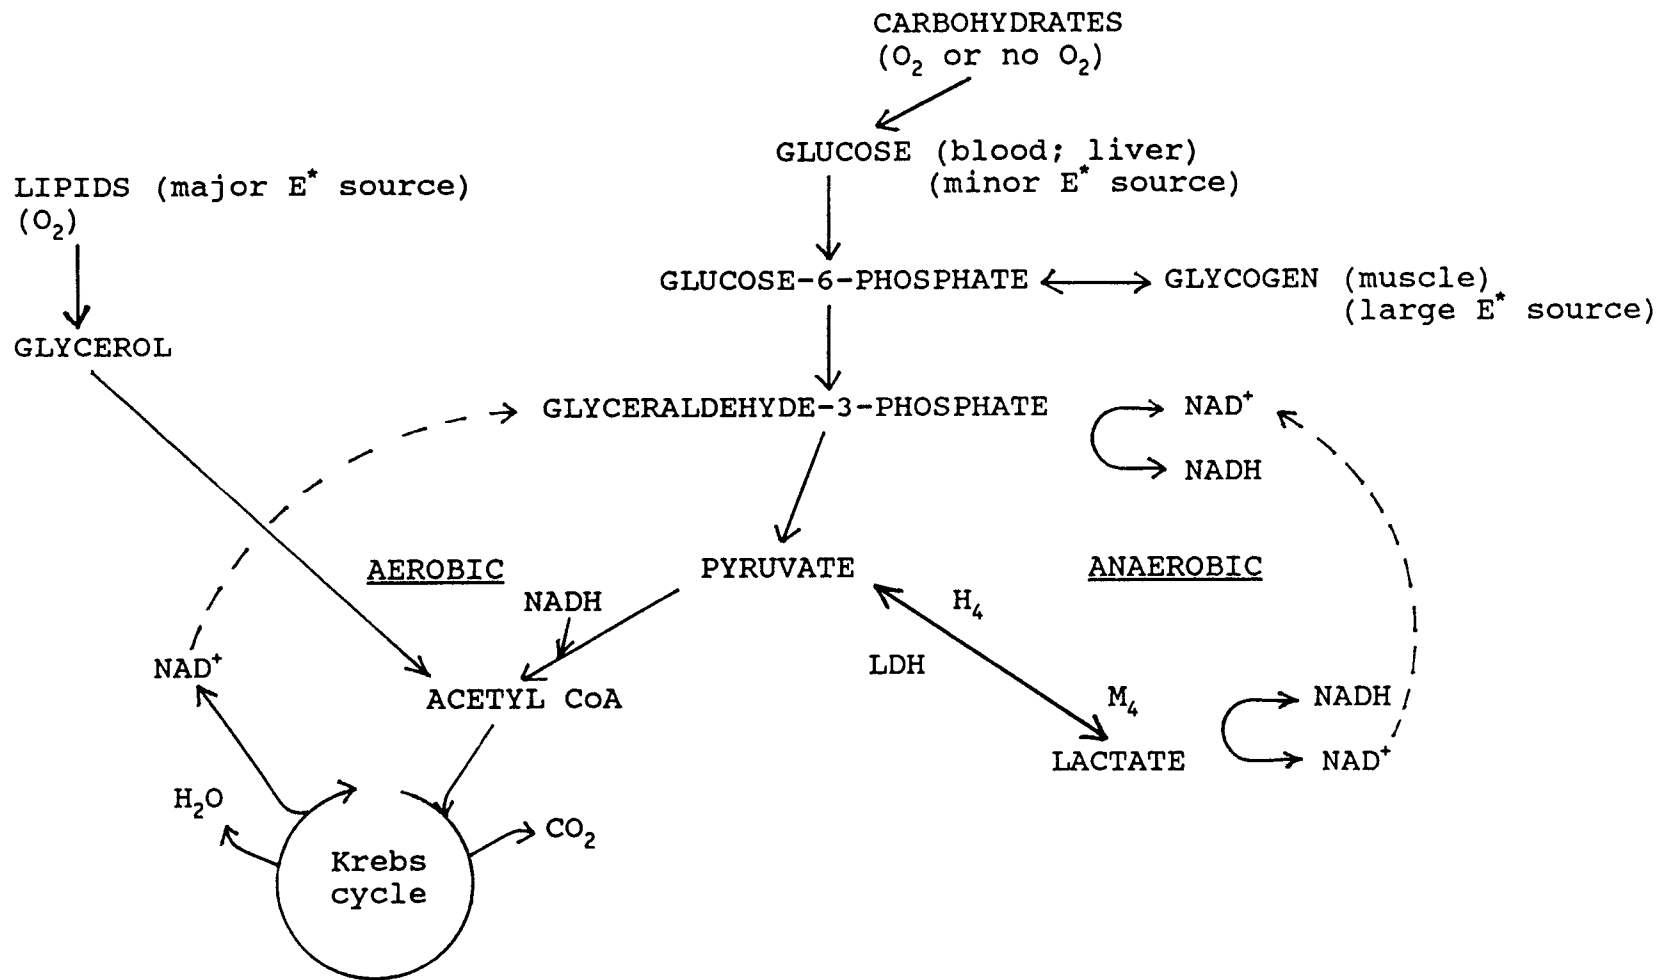 CARBOHYDRATES
(O₂ or no O₂)
GLUCOSE (blood; liver)
(minor E* source)
LIPIDS (major E* source)
(O₂)
GLUCOSE-6-PHOSPHATE
GLYCOGEN (muscle)
(large E* source)
GLYCEROL
GLYCERALDEHYDE-3-PHOSPHATE
NAD⁺
NADH
AEROBIC
PYRUVATE
ANAEROBIC
NADH
H₄
LDH
NAD⁺
ACETYL CoA
M₄
NADH
LACTATE
NAD⁺
H₂O
CO₂
Krebs
cycle